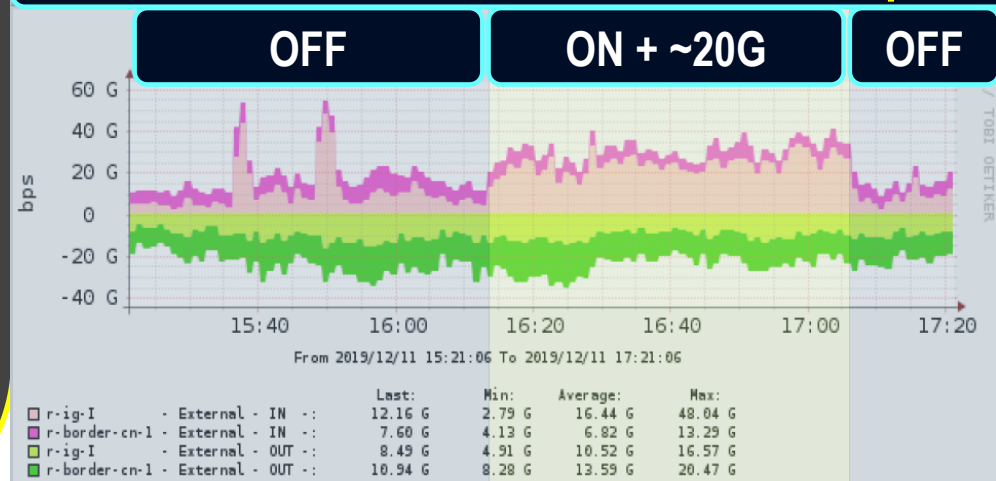 OFF
ON + ~20G
OFF
60 G
40 G
20 G
0
-20 G
-40 G
bps
/ TOBI OETIKER
15:40 16:00 16:20 16:40 17:00 17:20
From 2019/12/11 15:21:06 To 2019/12/11 17:21:06
Last: Min: Average: Max:
r-ig-I - External - IN -: 12.16 G 2.79 G 16.44 G 48.04 G
r-border-cn-1 - External - IN -: 7.60 G 4.13 G 6.82 G 13.29 G
r-ig-I - External - OUT -: 8.49 G 4.91 G 10.52 G 16.57 G
r-border-cn-1 - External - OUT -: 10.94 G 8.28 G 13.59 G 20.47 G